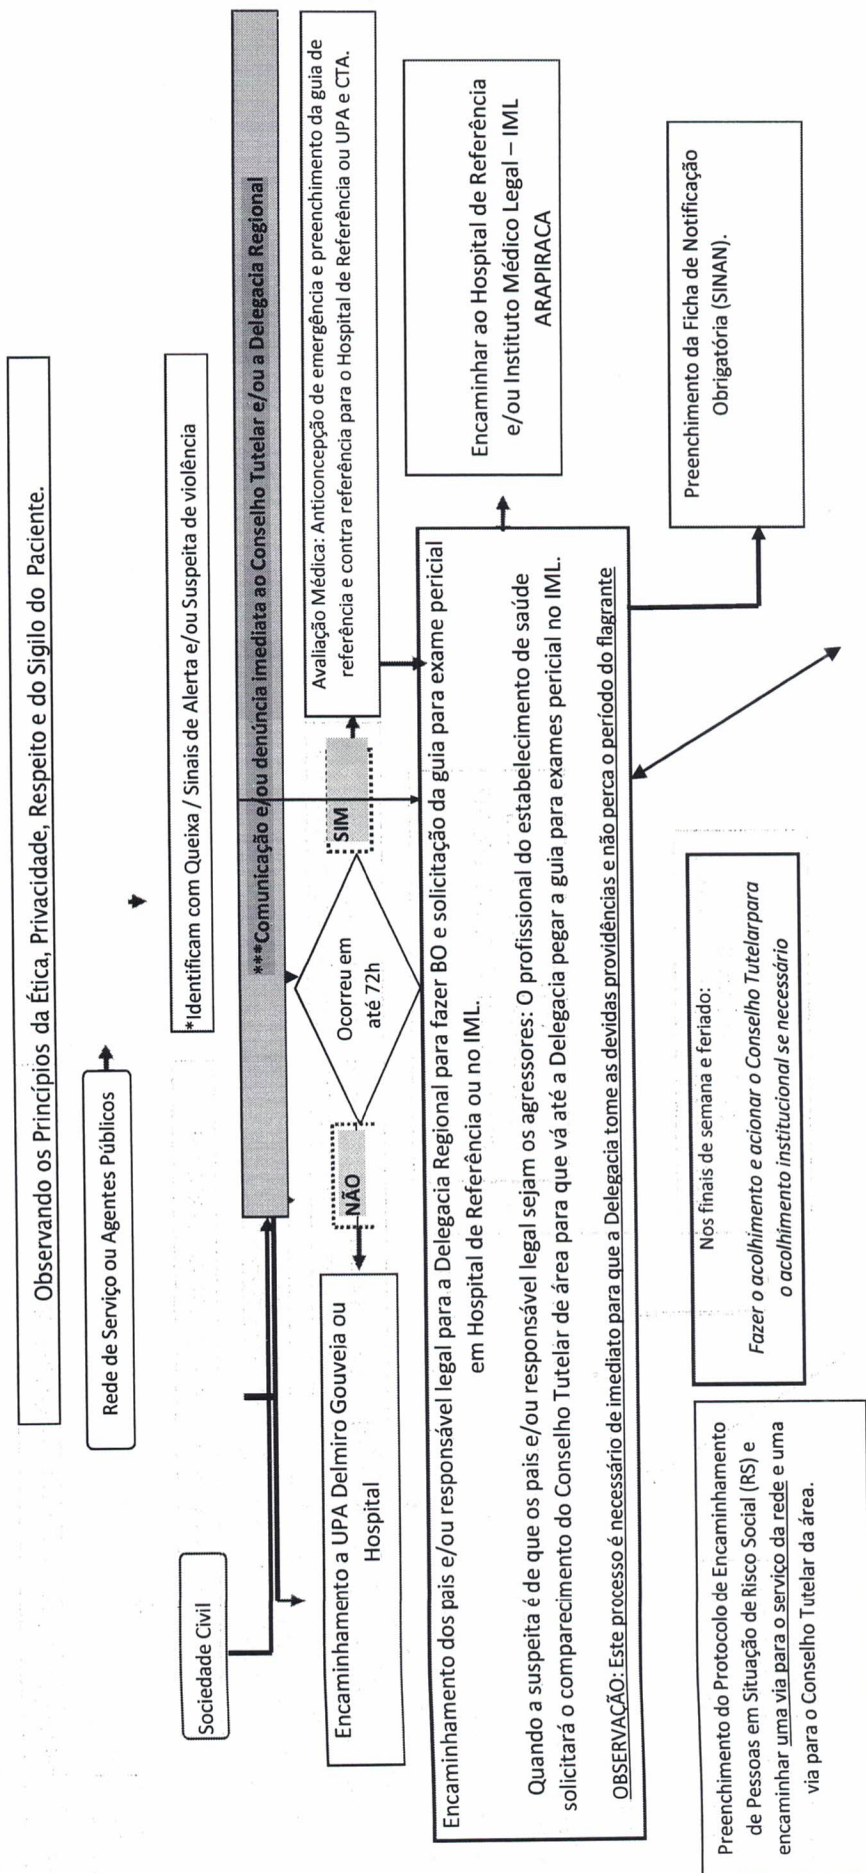 Observando os Princípios da Ética, Privacidade, Respeito e do Sigilo do Paciente.
Rede de Serviço ou Agentes Públicos
Sociedade Civil
*Identificam com Queixa / Sinais de Alerta e/ou Suspeita de violência
***Comunicação e/ou denúncia imediata ao Conselho Tutelar e/ou a Delegacia Regional
Encaminhamento a UPA Delmiro Gouveia ou
Hospital
NÃO
Ocorreu em
até 72h
SIM
Avaliação Médica: Anticoncepção de emergência e preenchimento da guia de
referência e contra referência para o Hospital de Referência ou UPA e CTA.
Encaminhamento dos pais e/ou responsável legal para a Delegacia Regional para fazer BO e solicitação da guia para exame pericial
em Hospital de Referência ou no IML.
Quando a suspeita é de que os pais e/ou responsável legal sejam os agressores: O profissional do estabelecimento de saúde
solicitará o comparecimento do Conselho Tutelar de área para que vá até a Delegacia pegar a guia para exames pericial no IML.
OBSERVAÇÃO: Este processo é necessário de imediato para que a Delegacia tome as devidas providências e não perca o período do flagrante
Encaminhar ao Hospital de Referência
e/ou Instituto Médico Legal – IML
ARAPIRACA
Preenchimento do Protocolo de Encaminhamento
de Pessoas em Situação de Risco Social (RS) e
encaminhar uma via para o serviço da rede e uma
via para o Conselho Tutelar da área.
Nos finais de semana e feriado:
Fazer o acolhimento e acionar o Conselho Tutelarpara
o acolhimento institucional se necessário
Preenchimento da Ficha de Notificação
Obrigatória (SINAN).